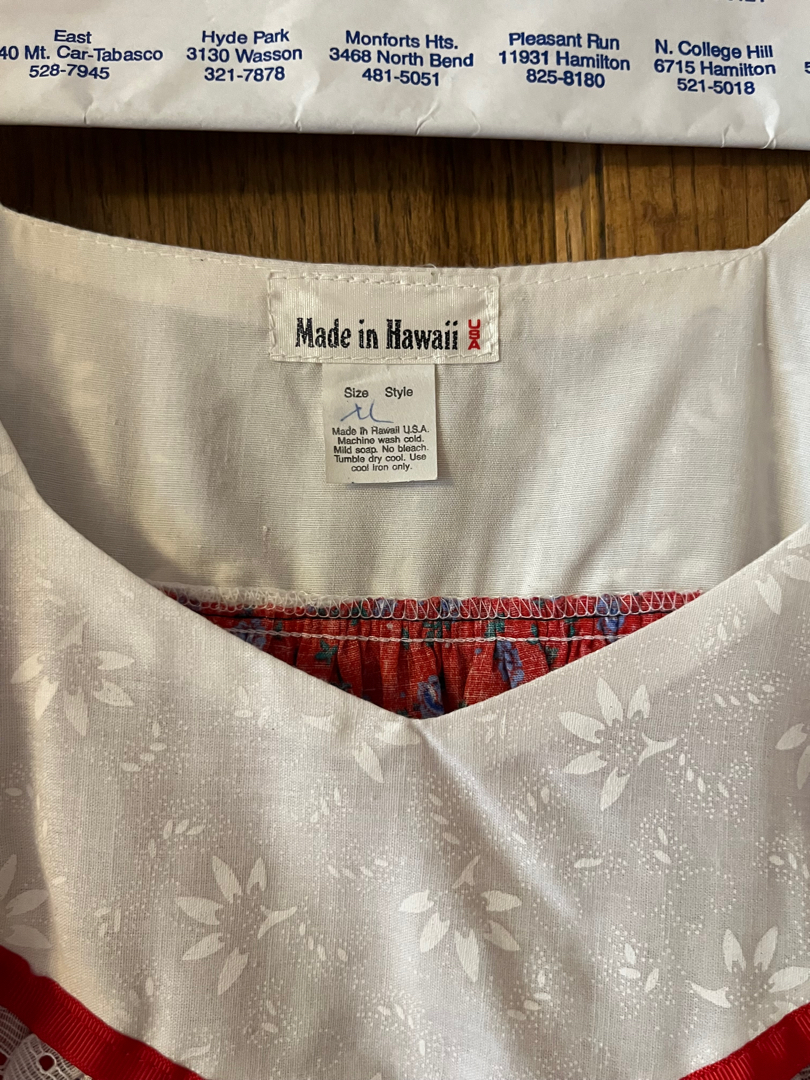 East
40 Mt. Car-Tabasco
528-7945
Hyde Park
3130 Wasson
321-7878
Monforts Hts.
3468 North Bend
481-5051
Pleasant Run
11931 Hamilton
825-8180
N. College Hill
6715 Hamilton
521-5018
Made in Hawaii USA
Size Style
XL
Made in Hawaii U.S.A.
Machine wash cold.
Mild soap. No bleach.
Tumble dry cool. Use
cool iron only.